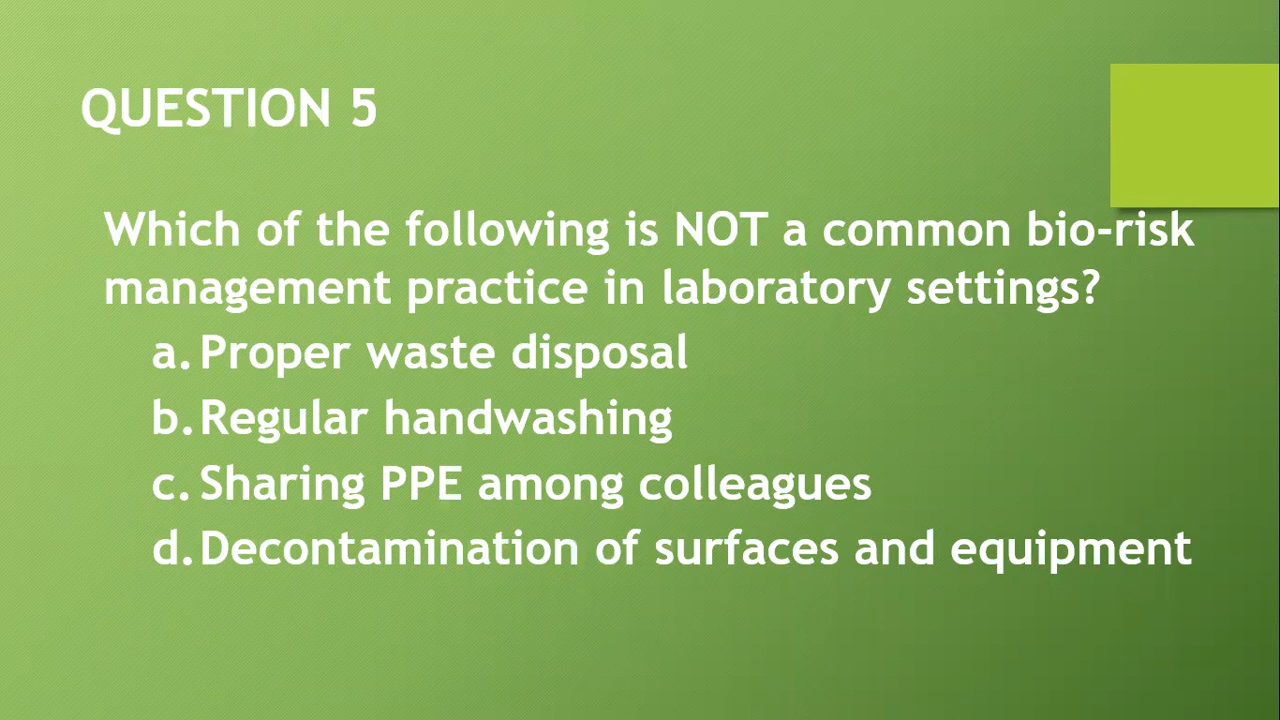 QUESTION 5
Which of the following is NOT a common bio-risk
management practice in laboratory settings?
a. Proper waste disposal
b. Regular handwashing
c. Sharing PPE among colleagues
d. Decontamination of surfaces and equipment